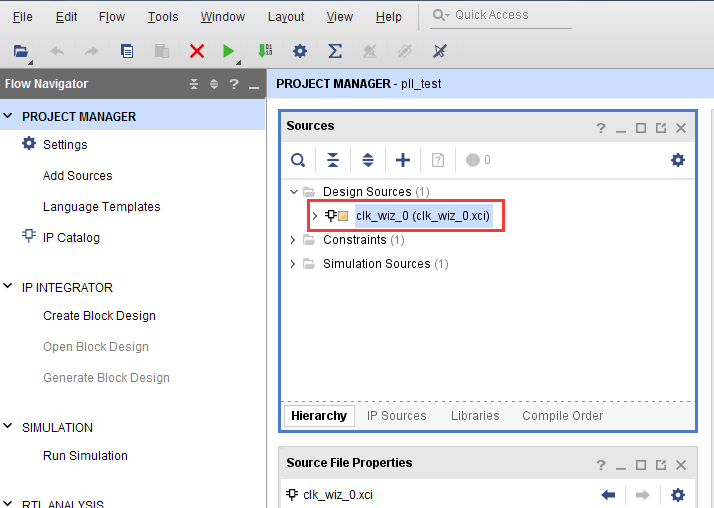 File Edit Flow Tools Window Layout View Help Quick Access
Flow Navigator
PROJECT MANAGER
Settings
Add Sources
Language Templates
IP Catalog
IP INTEGRATOR
Create Block Design
Open Block Design
Generate Block Design
SIMULATION
Run Simulation
RTL ANALYSIS
PROJECT MANAGER - pll_test
Sources
0
Design Sources (1)
clk_wiz_0 (clk_wiz_0.xci)
Constraints (1)
Simulation Sources (1)
Hierarchy IP Sources Libraries Compile Order
Source File Properties
clk_wiz_0.xci